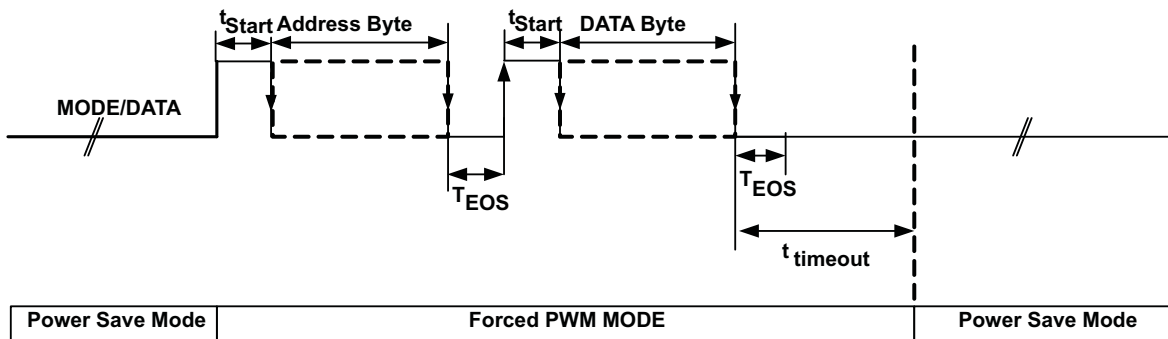 tStart Address Byte
tStart DATA Byte
MODE/DATA
TEOS
TEOS
t timeout
Power Save Mode
Forced PWM MODE
Power Save Mode